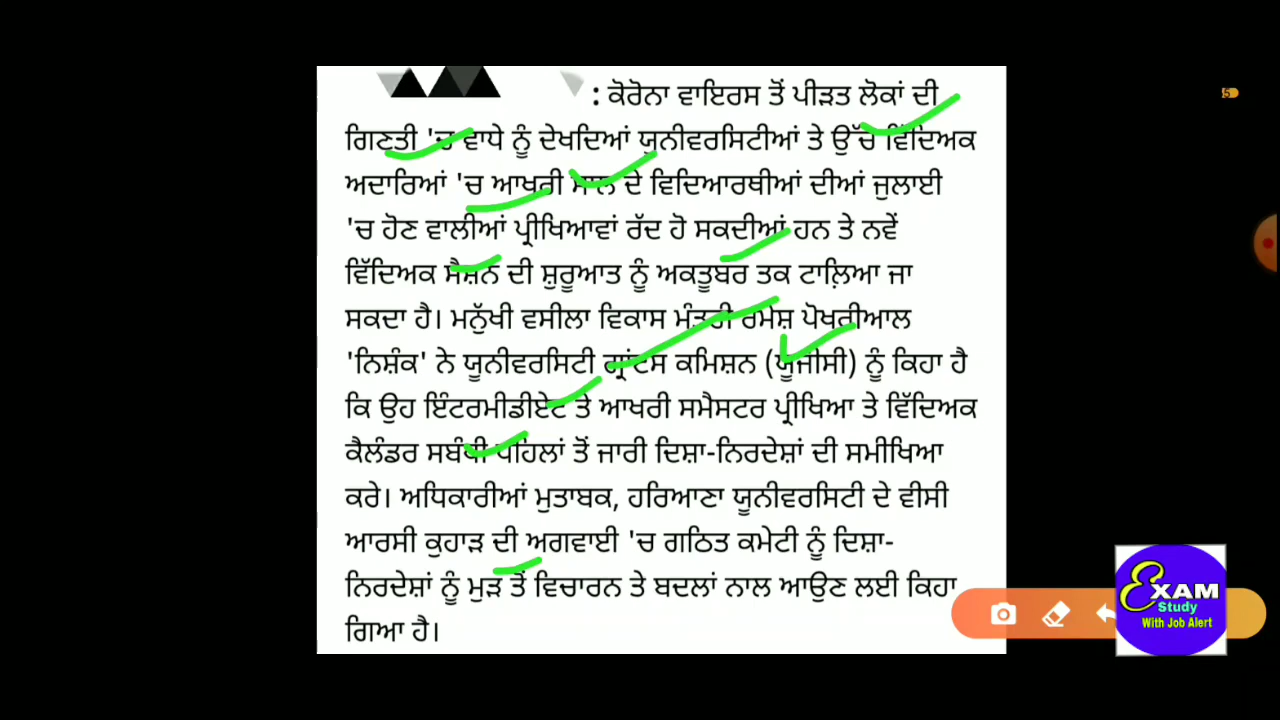 : ਕੋਰੋਨਾ ਵਾਇਰਸ ਤੋਂ ਪੀੜਤ ਲੋਕਾਂ ਦੀ
ਗਿਣਤੀ 'ਚ ਵਾਧੇ ਨੂੰ ਦੇਖਦਿਆਂ ਯੂਨੀਵਰਸਿਟੀਆਂ ਤੇ ਉੱਚ ਵਿੱਦਿਅਕ
ਅਦਾਰਿਆਂ 'ਚ ਆਖਰੀ ਸਾਲ ਦੇ ਵਿਦਿਆਰਥੀਆਂ ਦੀਆਂ ਜੁਲਾਈ
'ਚ ਹੋਣ ਵਾਲੀਆਂ ਪ੍ਰੀਖਿਆਵਾਂ ਰੱਦ ਹੋ ਸਕਦੀਆਂ ਹਨ ਤੇ ਨਵੇਂ
ਵਿੱਦਿਅਕ ਸੈਸ਼ਨ ਦੀ ਸ਼ੁਰੂਆਤ ਨੂੰ ਅਕਤੂਬਰ ਤਕ ਟਾਲ਼ਿਆ ਜਾ
ਸਕਦਾ ਹੈ। ਮਨੁੱਖੀ ਵਸੀਲਾ ਵਿਕਾਸ ਮੰਤਰੀ ਰਮੇਸ਼ ਪੋਖਰੀਆਲ
'ਨਿਸ਼ੰਕ' ਨੇ ਯੂਨੀਵਰਸਿਟੀ ਗ੍ਰਾਂਟਸ ਕਮਿਸ਼ਨ (ਯੂਜੀਸੀ) ਨੂੰ ਕਿਹਾ ਹੈ
ਕਿ ਉਹ ਇੰਟਰਮੀਡੀਏਟ ਤੇ ਆਖਰੀ ਸਮੈਸਟਰ ਪ੍ਰੀਖਿਆ ਤੇ ਵਿੱਦਿਅਕ
ਕੈਲੰਡਰ ਸਬੰਧੀ ਪਹਿਲਾਂ ਤੋਂ ਜਾਰੀ ਦਿਸ਼ਾ-ਨਿਰਦੇਸ਼ਾਂ ਦੀ ਸਮੀਖਿਆ
ਕਰੇ। ਅਧਿਕਾਰੀਆਂ ਮੁਤਾਬਕ, ਹਰਿਆਣਾ ਯੂਨੀਵਰਸਿਟੀ ਦੇ ਵੀਸੀ
ਆਰਸੀ ਕੁਹਾੜ ਦੀ ਅਗਵਾਈ 'ਚ ਗਠਿਤ ਕਮੇਟੀ ਨੂੰ ਦਿਸ਼ਾ-
ਨਿਰਦੇਸ਼ਾਂ ਨੂੰ ਮੁੜ ਤੋਂ ਵਿਚਾਰਨ ਤੇ ਬਦਲਾਂ ਨਾਲ ਆਉਣ ਲਈ ਕਿਹਾ
ਗਿਆ ਹੈ।
EXAM
Study
With Job Alert